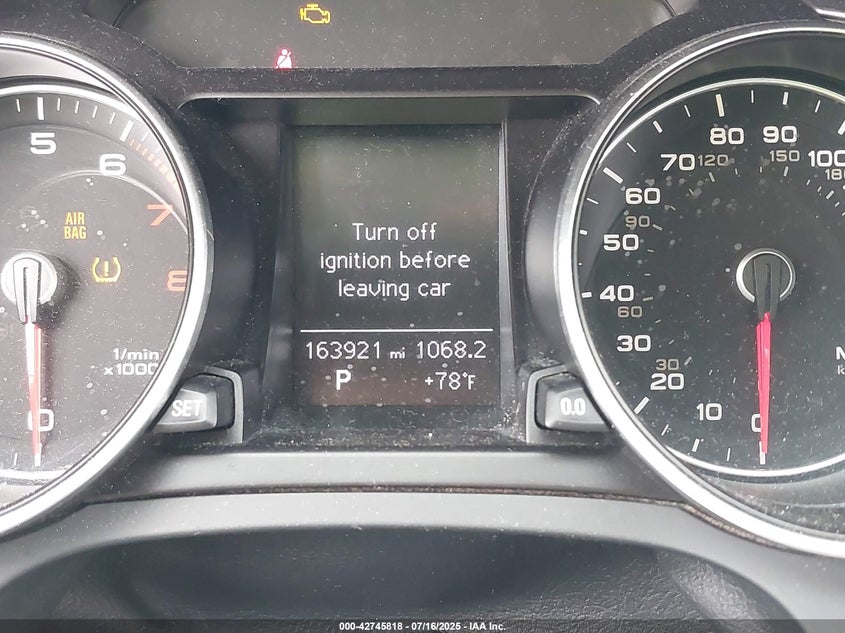 Turn off
ignition before
leaving car
163921 mi 1068.2
P +78°F
5
6
7
8
AIR
BAG
1/min
x1000
0
SET
0.0
0
10
20
30
40
50
60
70
80
90
100
30
60
90
120
150
180
000-42745818 - 07/16/2025 - IAA Inc.